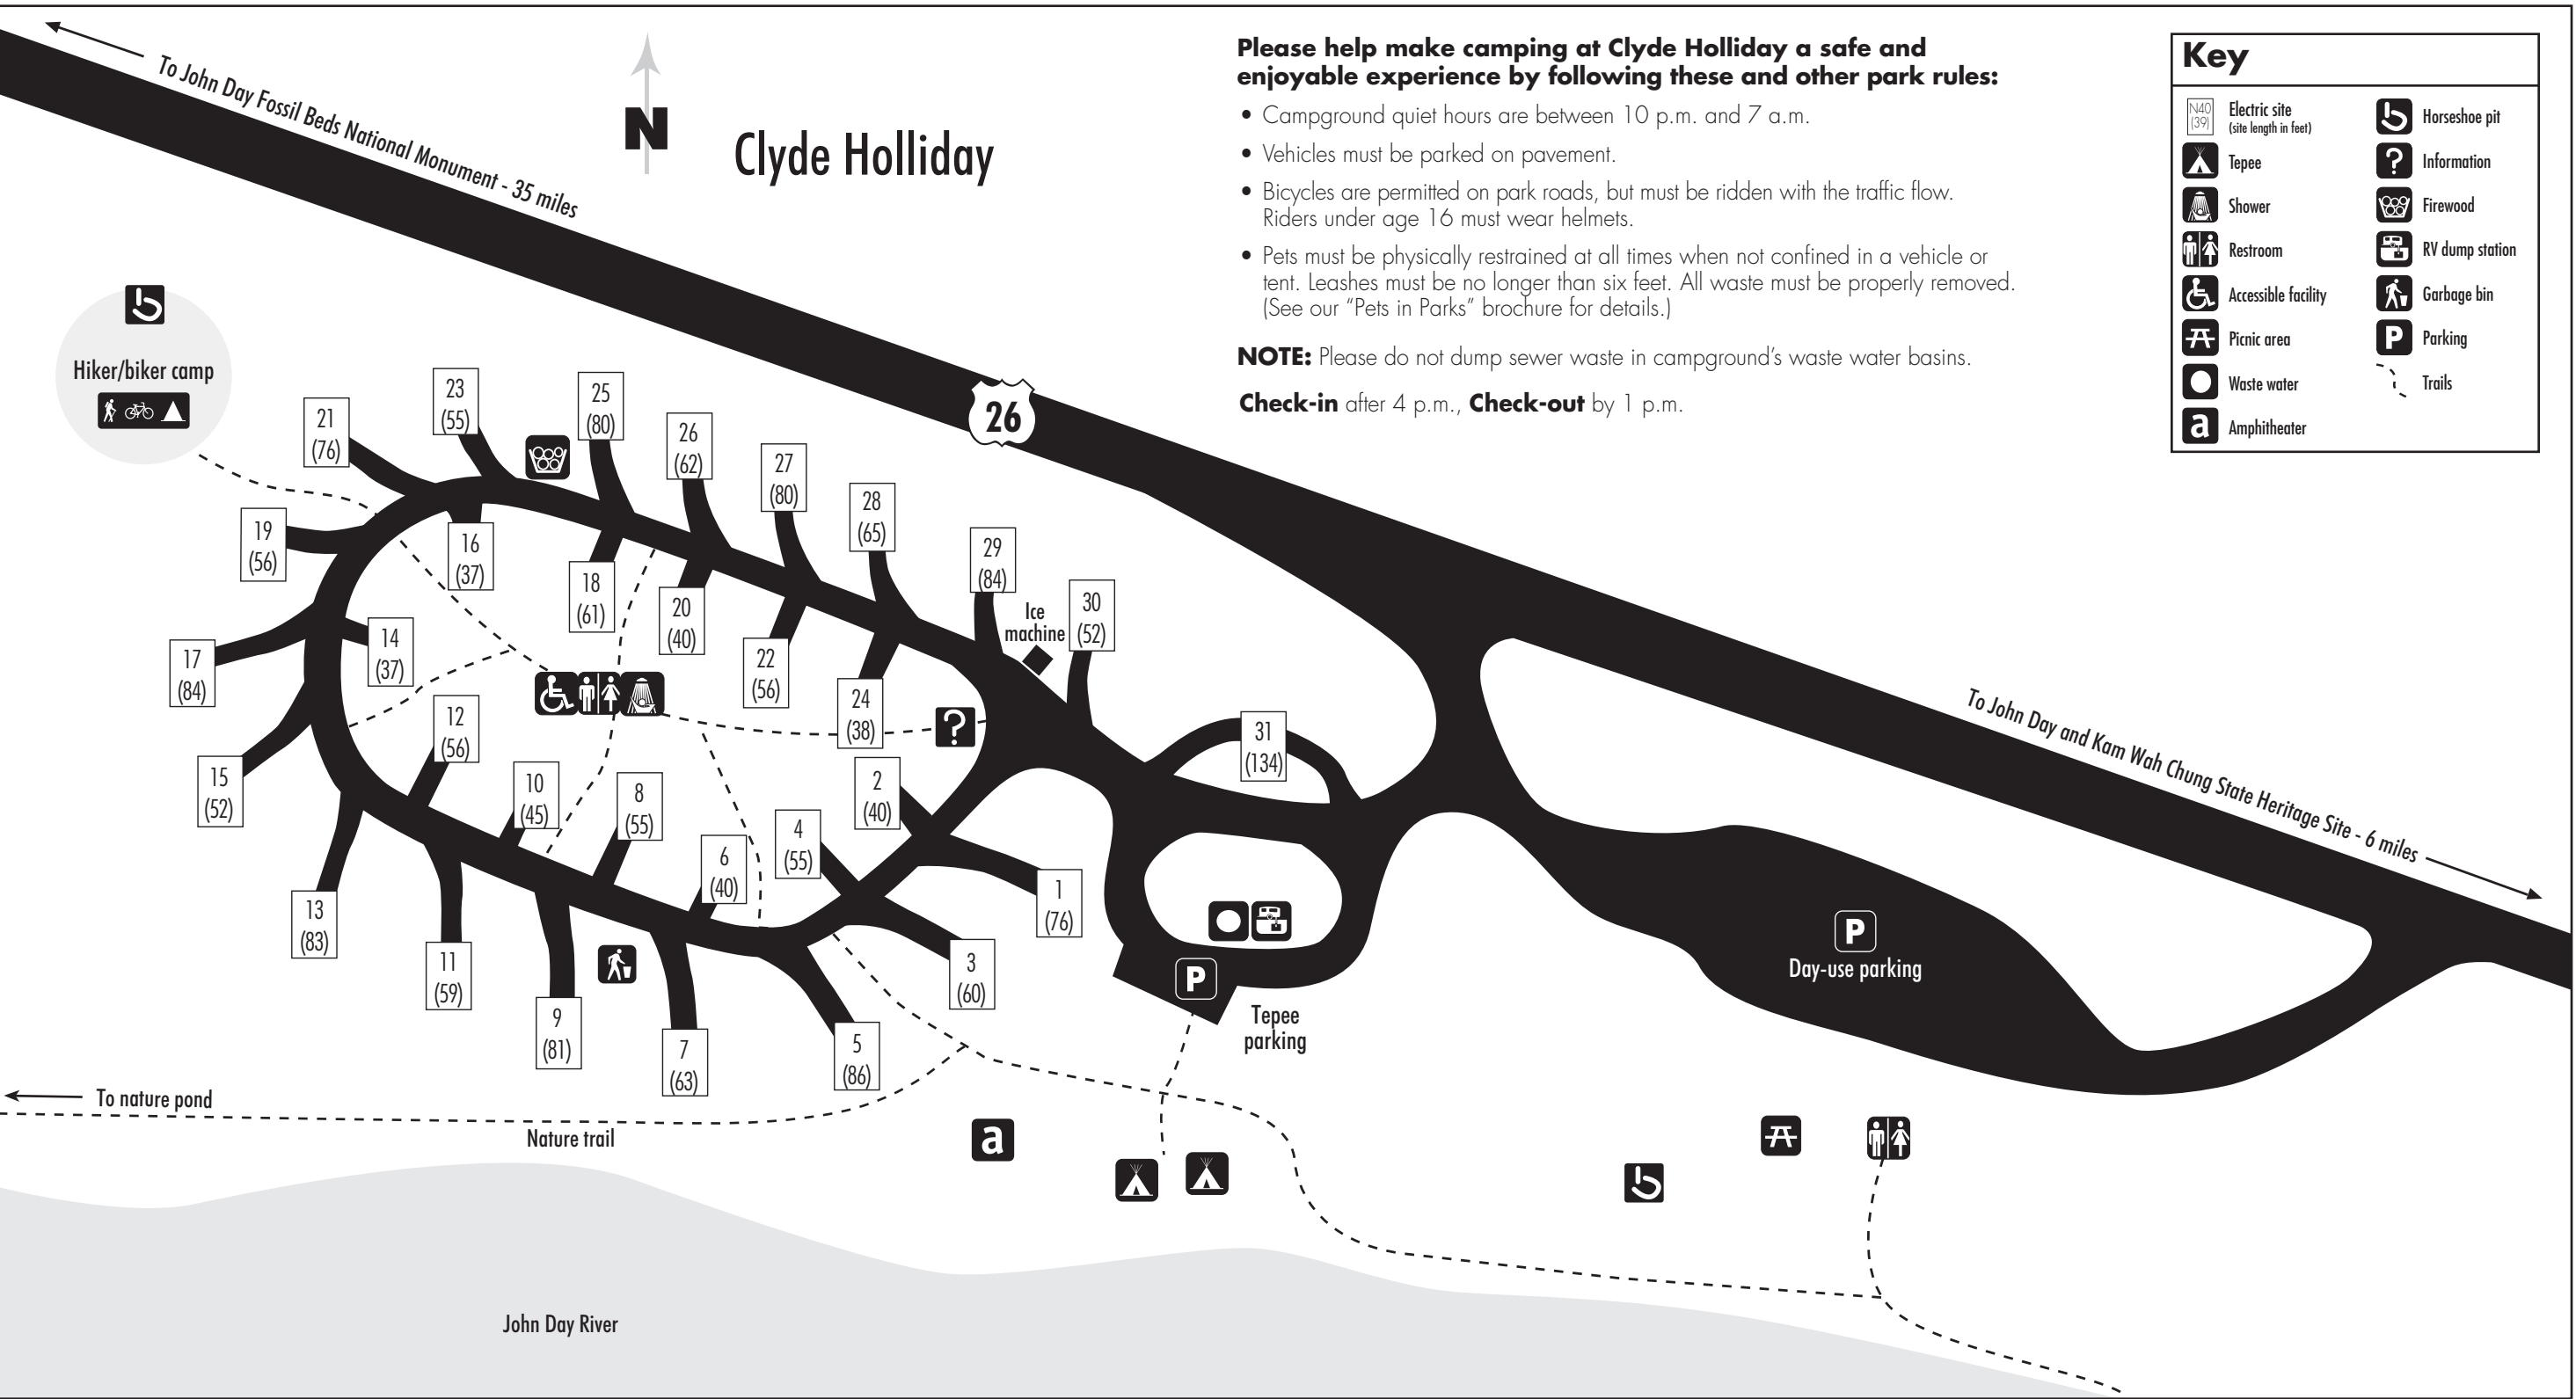 To John Day Fossil Beds National Monument - 35 miles
N
Clyde Holliday
Please help make camping at Clyde Holliday a safe and
enjoyable experience by following these and other park rules:
• Campground quiet hours are between 10 p.m. and 7 a.m.
• Vehicles must be parked on pavement.
• Bicycles are permitted on park roads, but must be ridden with the traffic flow.
Riders under age 16 must wear helmets.
• Pets must be physically restrained at all times when not confined in a vehicle or
tent. Leashes must be no longer than six feet. All waste must be properly removed.
(See our “Pets in Parks” brochure for details.)
NOTE: Please do not dump sewer waste in campground’s waste water basins.
Check-in after 4 p.m., Check-out by 1 p.m.
Key
N40
(39)
Electric site
(site length in feet)
Tepee
Shower
Restroom
Accessible facility
Picnic area
Waste water
a
Amphitheater
Horseshoe pit
?
Information
Firewood
RV dump station
Garbage bin
P
Parking
Trails
Hiker/biker camp
26
21
(76)
23
(55)
25
(80)
26
(62)
27
(80)
28
(65)
29
(84)
30
(52)
Ice
machine
19
(56)
16
(37)
18
(61)
20
(40)
22
(56)
24
(38)
17
(84)
14
(37)
?
31
(134)
15
(52)
12
(56)
10
(45)
8
(55)
6
(40)
4
(55)
2
(40)
1
(76)
13
(83)
11
(59)
9
(81)
7
(63)
5
(86)
3
(60)
P
Tepee
parking
P
Day-use parking
To John Day and Kam Wah Chung State Heritage Site - 6 miles
To nature pond
Nature trail
a
John Day River